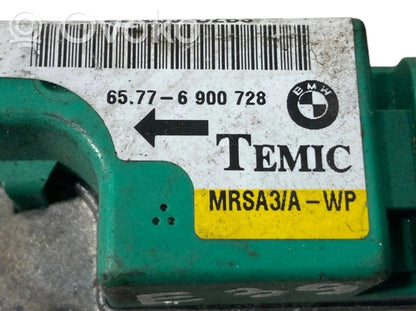 65.77-6 900 728
BMW
TEMIC
MRSA3/A-WP